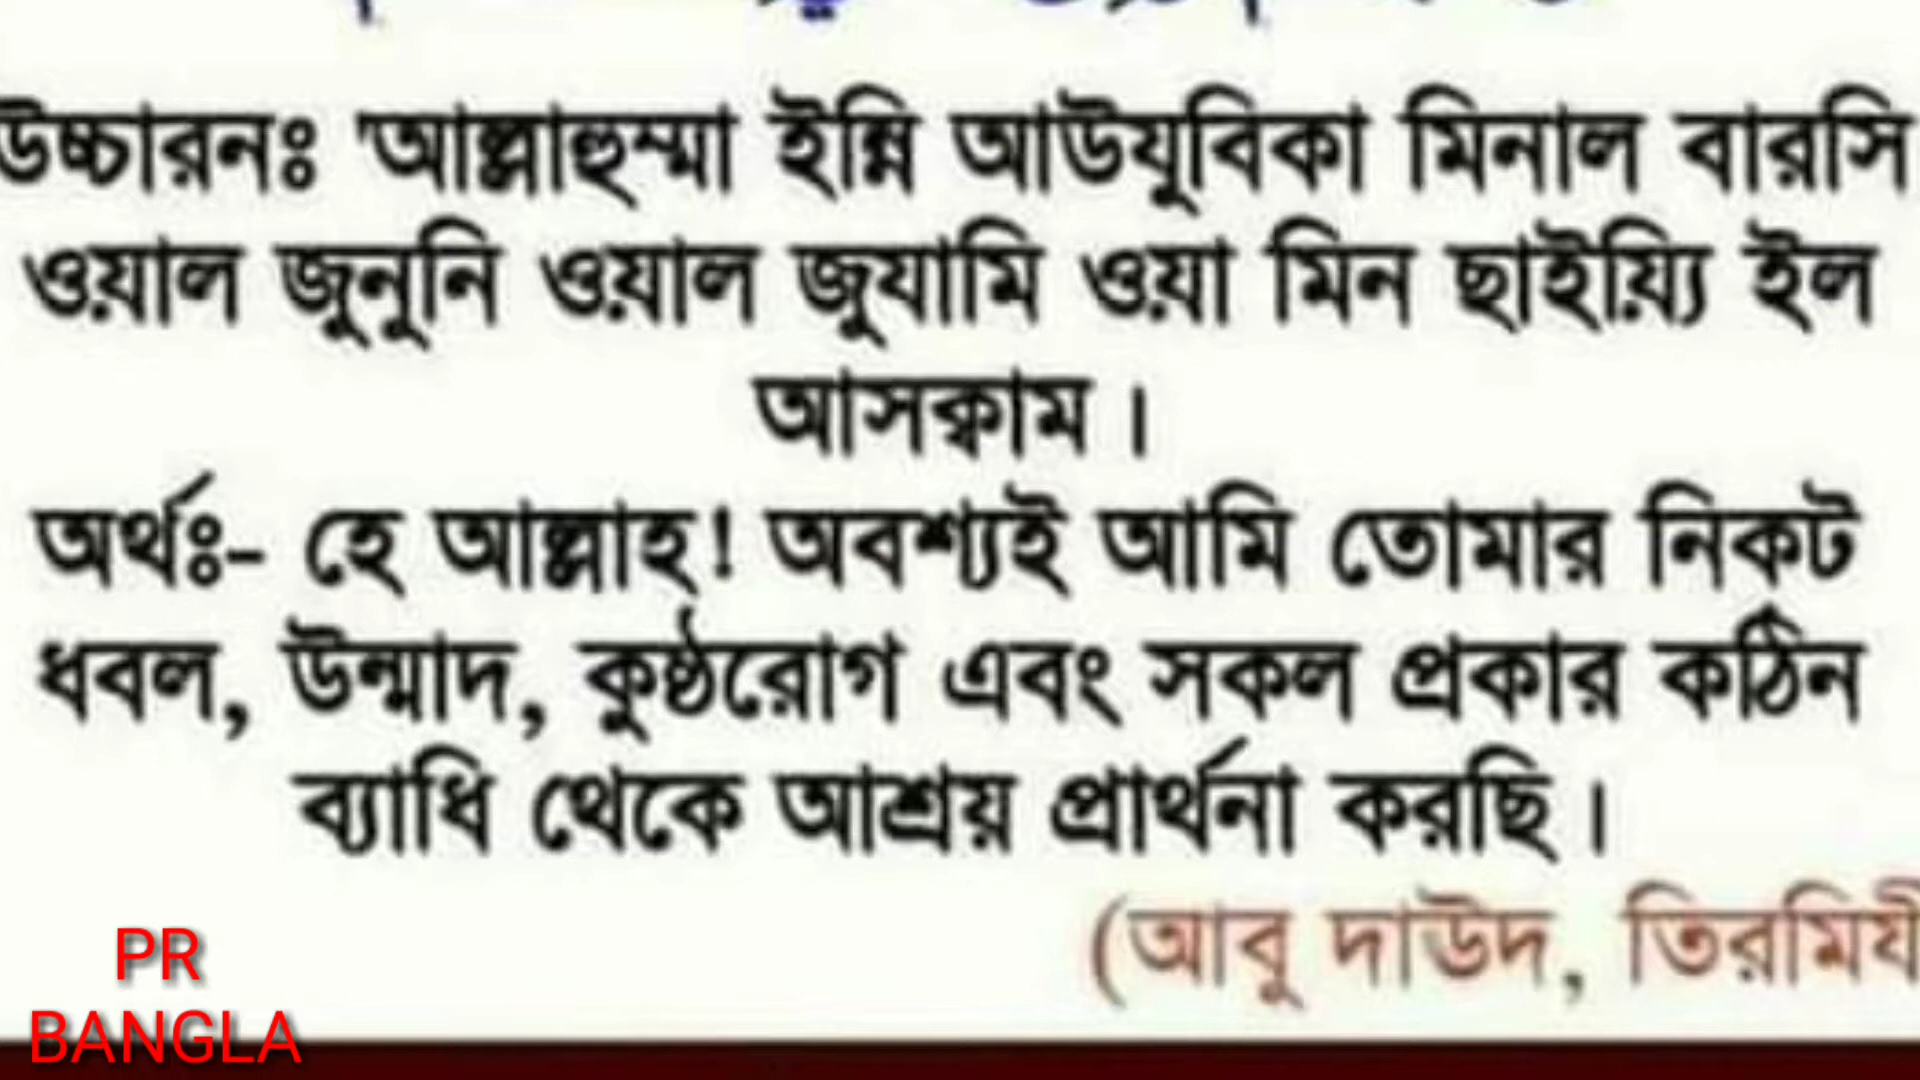 উচ্চারনঃ 'আল্লাহুম্মা ইন্নি আউযুবিকা মিনাল বারসি
ওয়াল জুনুনি ওয়াল জুযামি ওয়া মিন ছাইয়্যি ইল
আসক্বাম।
অর্থঃ- হে আল্লাহ! অবশ্যই আমি তোমার নিকট
ধবল, উন্মাদ, কুষ্ঠরোগ এবং সকল প্রকার কঠিন
ব্যাধি থেকে আশ্রয় প্রার্থনা করছি।
(আবু দাউদ, তিরমিযী
PR
BANGLA